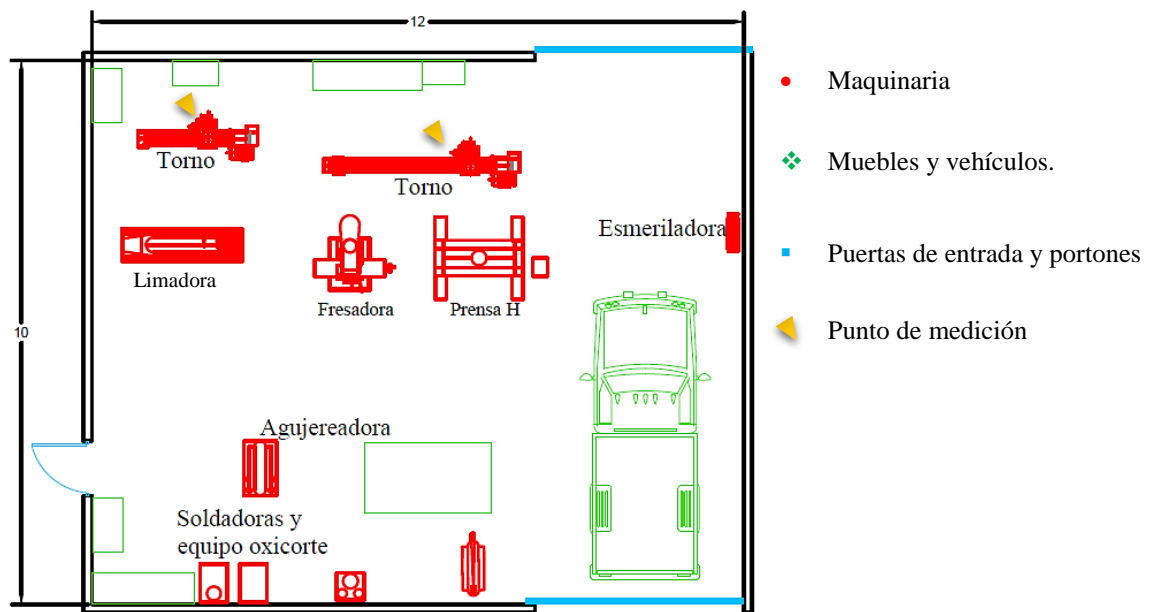 12
Maquinaria
Torno
Torno
Muebles y vehículos.
Esmeriladora
Puertas de entrada y portones
Limadora
Fresadora
Prensa H
10
Punto de medición
Agujereadora
Soldadoras y
equipo oxicorte